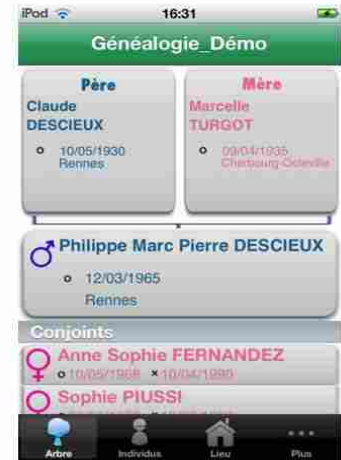 iPod 16:31
Généalogie_Démo
Père
Claude
DESCIEUX
o 10/05/1930
Rennes
Mère
Marcelle
TURGOT
o 09/04/1935
Cherbourg-Octeville
Philippe Marc Pierre DESCIEUX
o 12/03/1965
Rennes
Conjoints
Anne Sophie FERNANDEZ
o 10/05/1968 × 10/04/1990
Sophie PIUSSI
Arbre Individus Lieu Plus